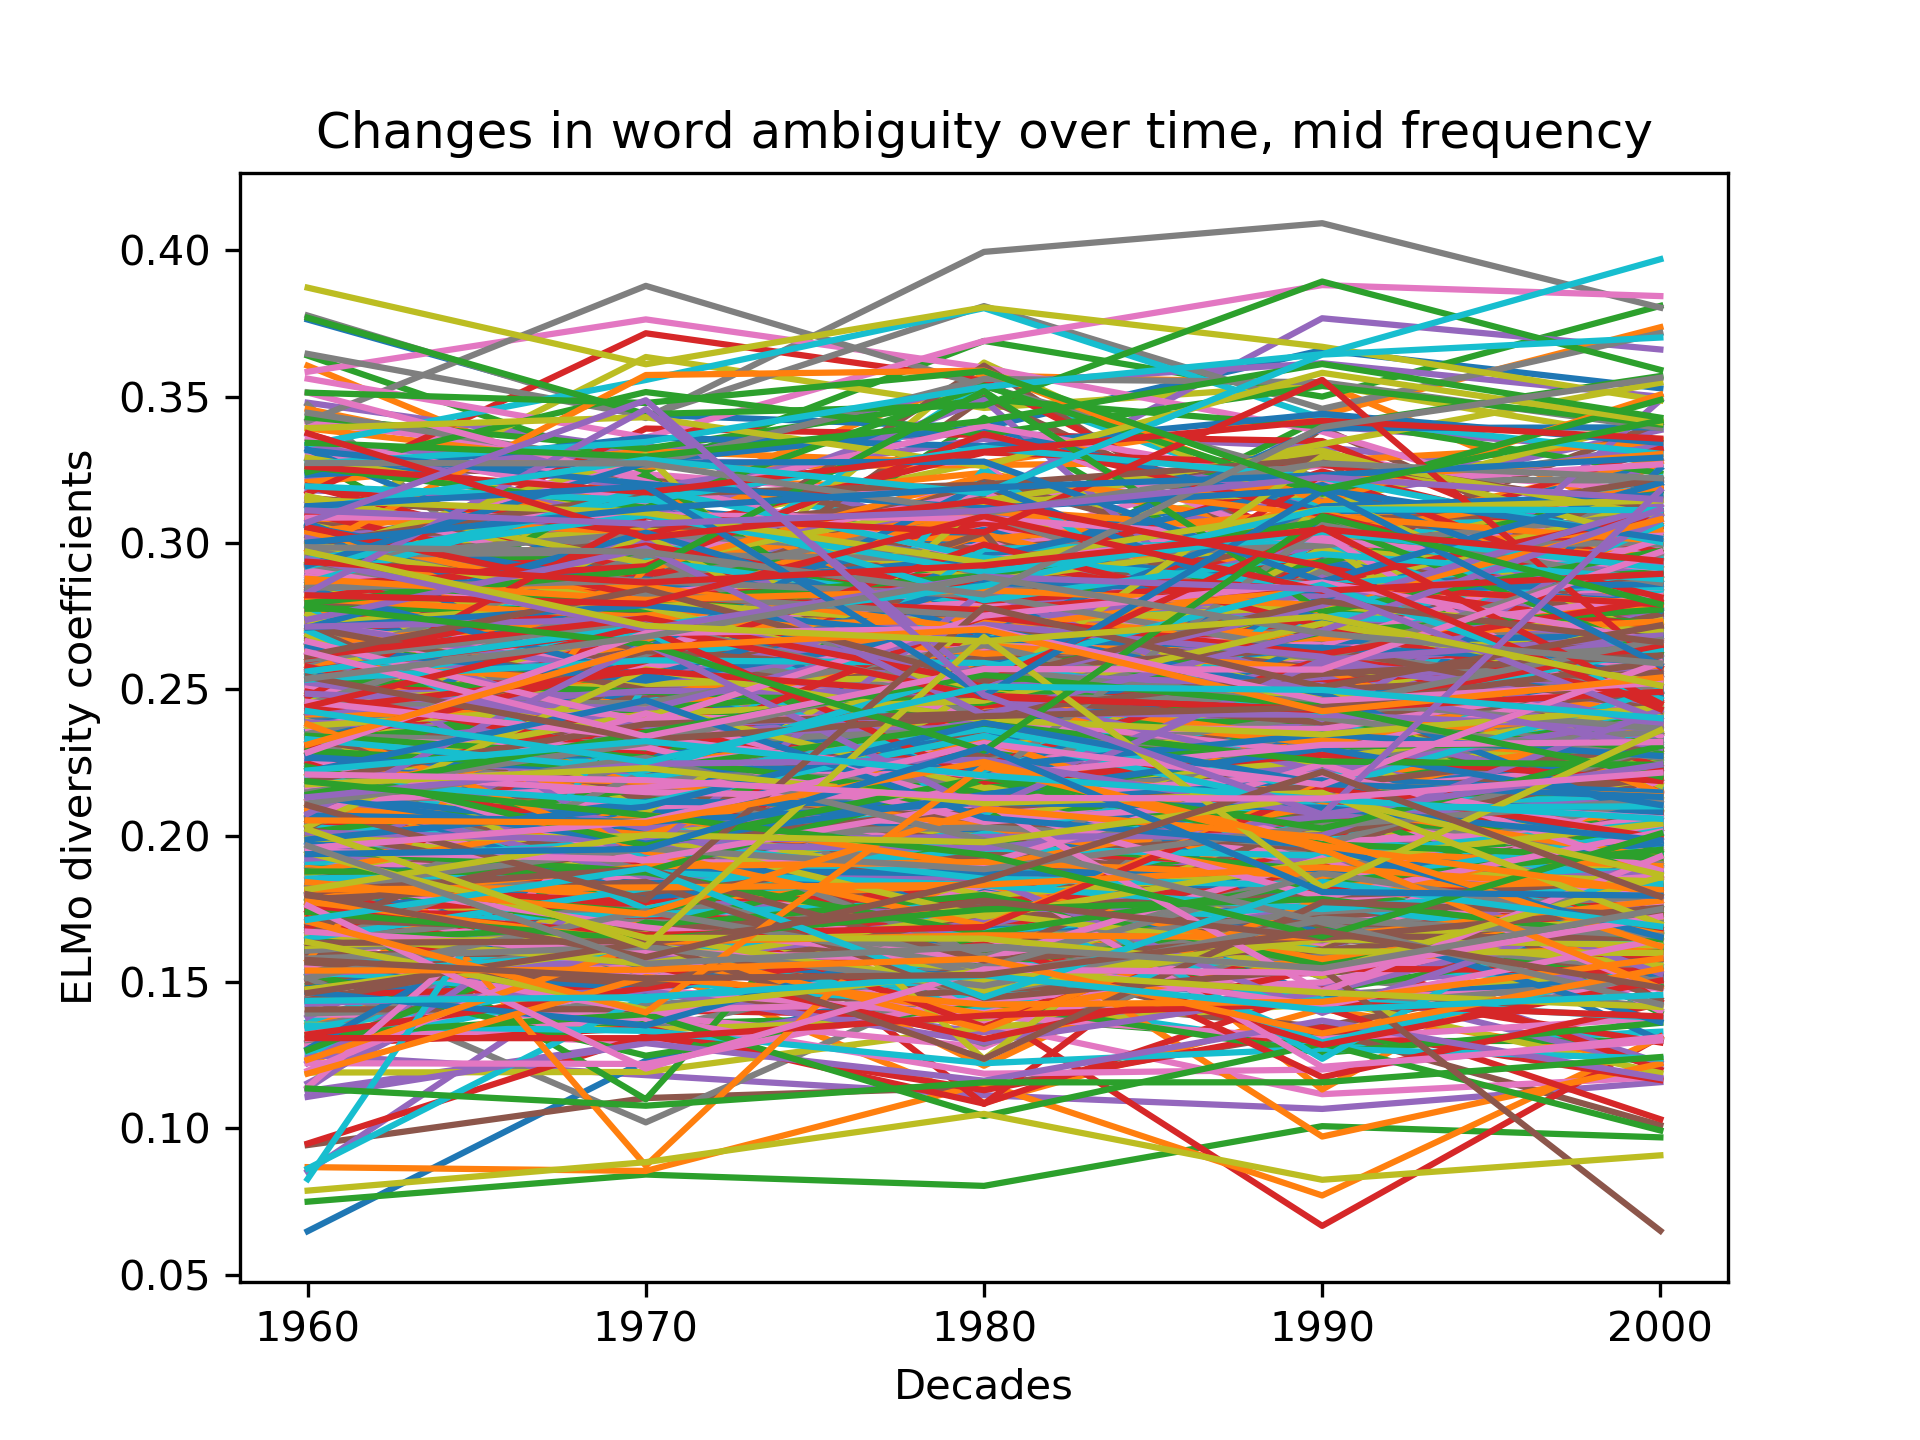 Changes in word ambiguity over time, mid frequency
ELMo diversity coefficients
0.40
0.35
0.30
0.25
0.20
0.15
0.10
0.05
1960 1970 1980 1990 2000
Decades